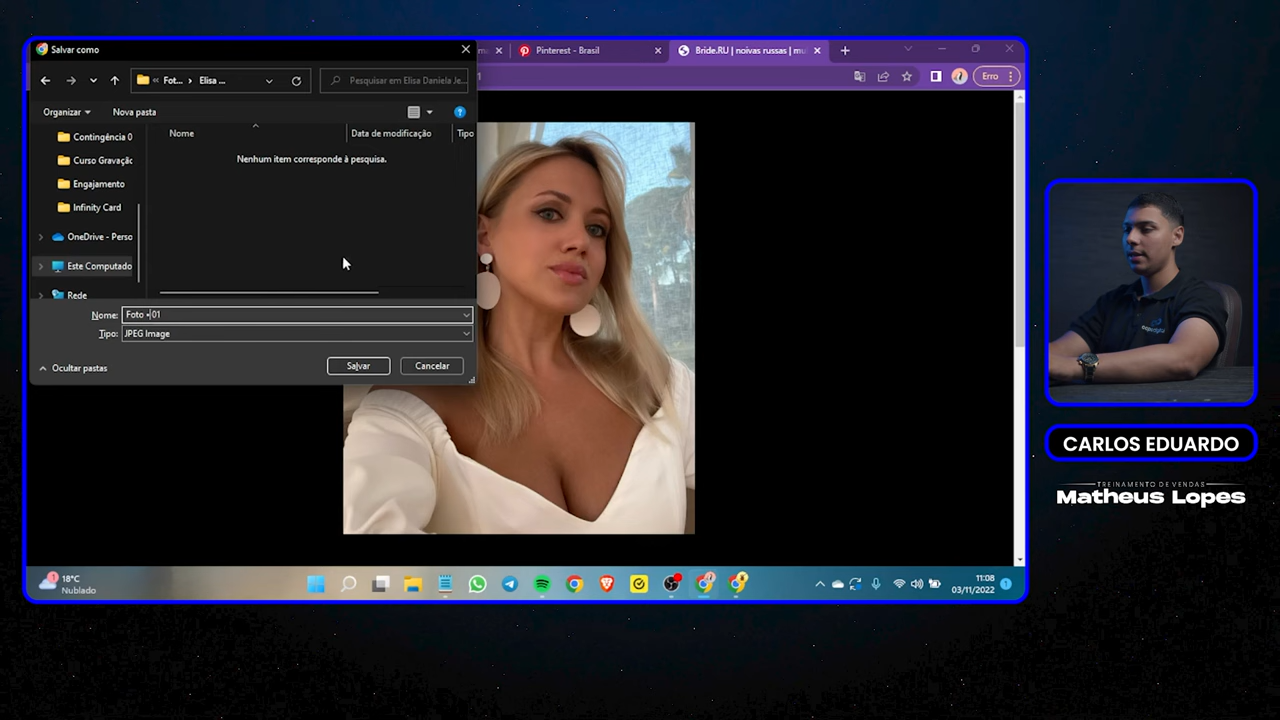 Salvar como
Pinterest - Brasil
Bride.RU | noivas russas | mu
Fot...
Elisa ...
Pesquisar em Elisa Daniela Je...
Erro
Organizar
Nova pasta
Nome
Data de modificação
Tipo
Nenhum item corresponde à pesquisa.
Contingência 0
Curso Gravaçã
Engajamento
Infinity Card
OneDrive - Perso
Este Computado
Rede
Nome:
Foto • 01
Tipo:
JPEG Image
Ocultar pastas
Salvar
Cancelar
CARLOS EDUARDO
TREINAMENTO DE VENDAS
Matheus Lopes
18°C
Nublado
11:08
03/11/2022